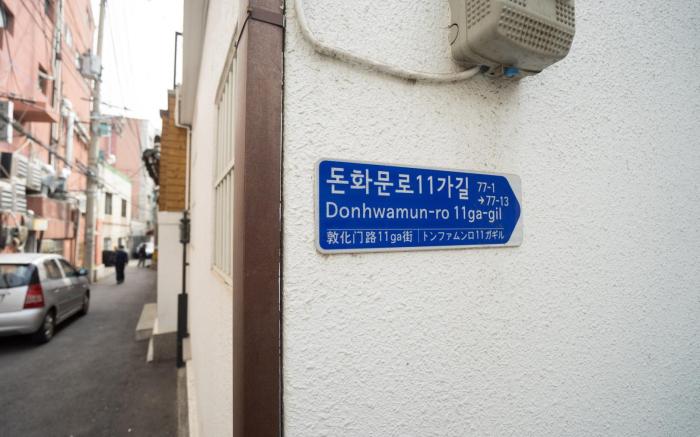 돈화문로11가길 77-1
→77-13
Donhwamun-ro 11ga-gil
敦化门路11ga街 | トンファムンロ11ガギル